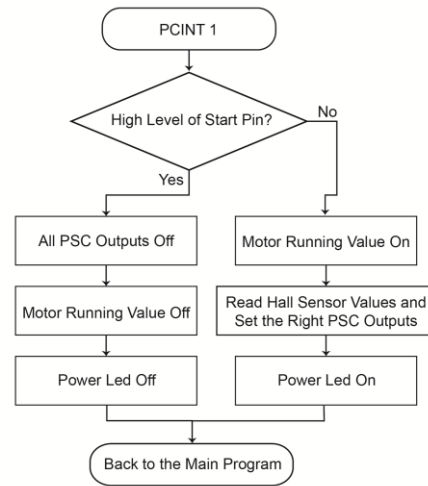 PCINT 1
High Level of Start Pin?
No
Yes
All PSC Outputs Off
Motor Running Value On
Motor Running Value Off
Read Hall Sensor Values and
Set the Right PSC Outputs
Power Led Off
Power Led On
Back to the Main Program